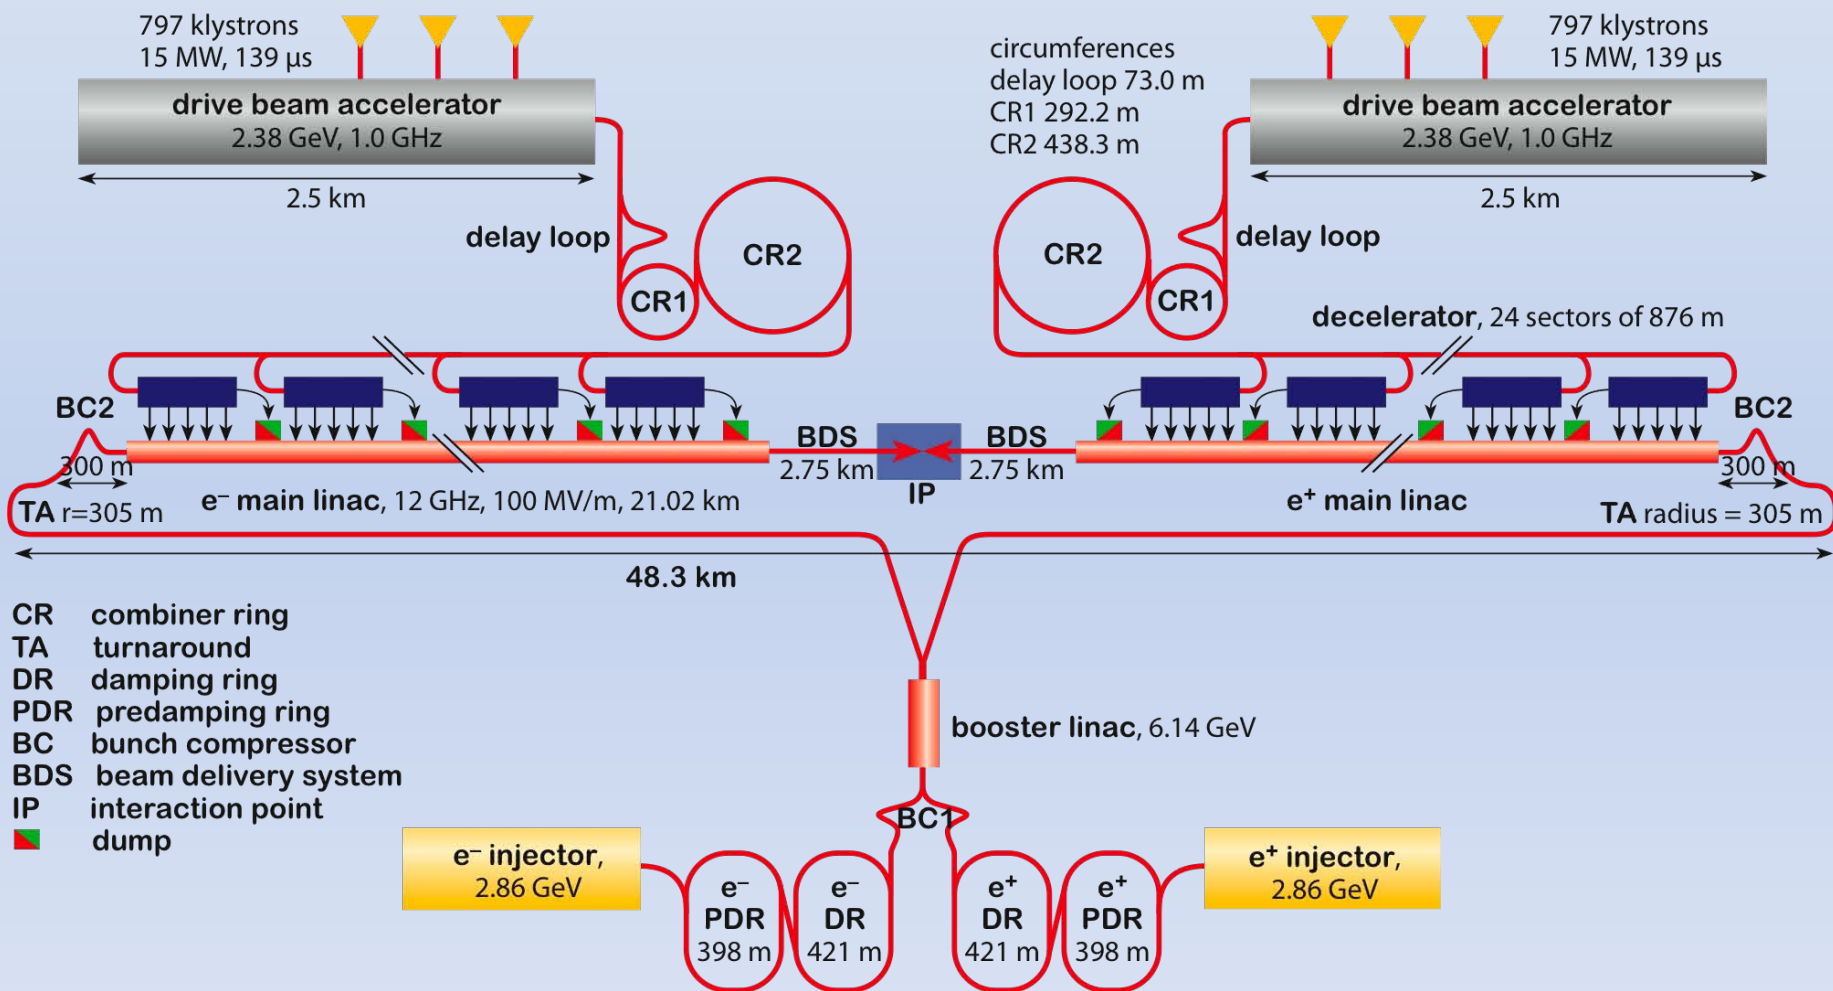 797 klystrons
15 MW, 139 μs
drive beam accelerator
2.38 GeV, 1.0 GHz
2.5 km
delay loop
CR1
CR2
circumferences
delay loop 73.0 m
CR1 292.2 m
CR2 438.3 m
797 klystrons
15 MW, 139 μs
drive beam accelerator
2.38 GeV, 1.0 GHz
2.5 km
CR2
CR1
delay loop
decelerator, 24 sectors of 876 m
BC2
300 m
TA r=305 m
e⁻ main linac, 12 GHz, 100 MV/m, 21.02 km
BDS
2.75 km
IP
BDS
2.75 km
e⁺ main linac
BC2
300 m
TA radius = 305 m
48.3 km
CR combiner ring
TA turnaround
DR damping ring
PDR predamping ring
BC bunch compressor
BDS beam delivery system
IP interaction point
dump
booster linac, 6.14 GeV
BC1
e⁻ injector,
2.86 GeV
e⁻
PDR
398 m
e⁻
DR
421 m
e⁺
DR
421 m
e⁺
PDR
398 m
e⁺ injector,
2.86 GeV